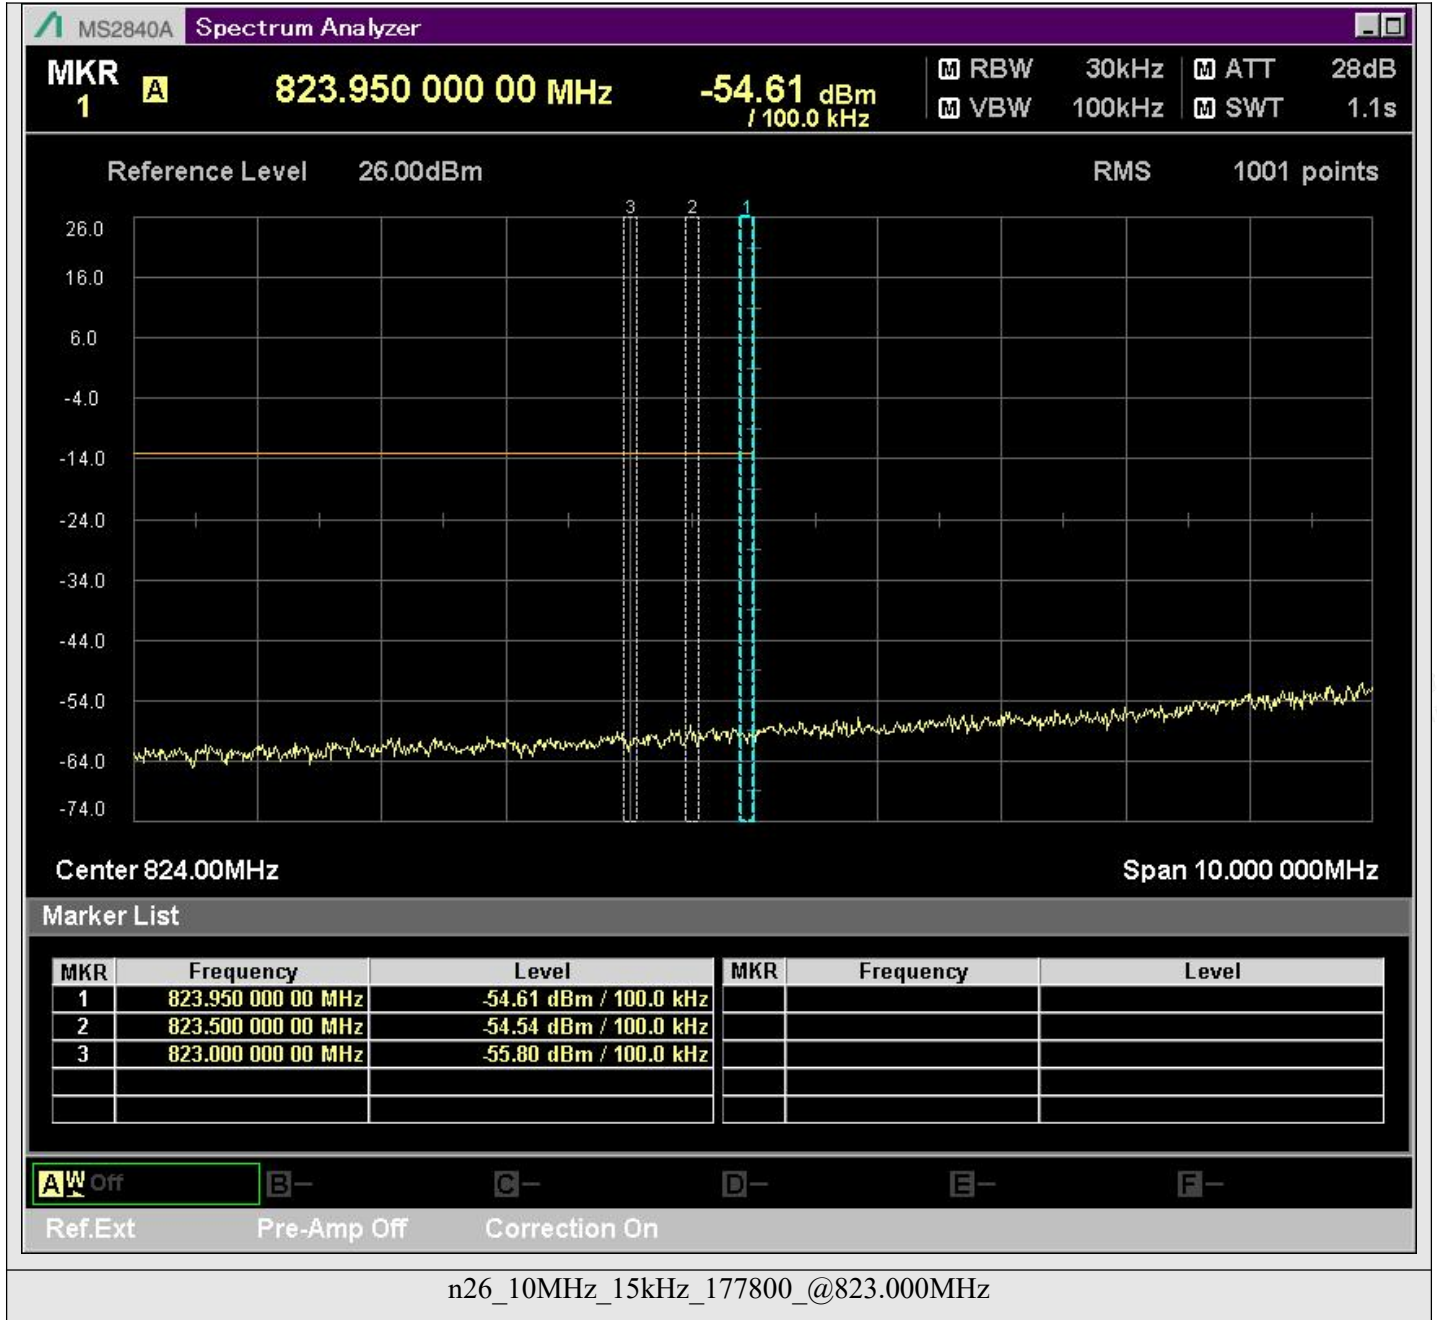 MS2840A Spectrum Analyzer
MKR 1 A 823.950 000 00 MHz -54.61 dBm / 100.0 kHz
M RBW 30kHz M ATT 28dB
M VBW 100kHz M SWT 1.1s
Reference Level 26.00dBm RMS 1001 points
3 2 1
26.0
16.0
6.0
-4.0
-14.0
-24.0
-34.0
-44.0
-54.0
-64.0
-74.0
Center 824.00MHz Span 10.000 000MHz
Marker List
MKR Frequency Level MKR Frequency Level
1 823.950 000 00 MHz -54.61 dBm / 100.0 kHz
2 823.500 000 00 MHz -54.54 dBm / 100.0 kHz
3 823.000 000 00 MHz -55.80 dBm / 100.0 kHz
A W Off B – C – D – E – F –
Ref.Ext Pre-Amp Off Correction On
n26_10MHz_15kHz_177800_@823.000MHz